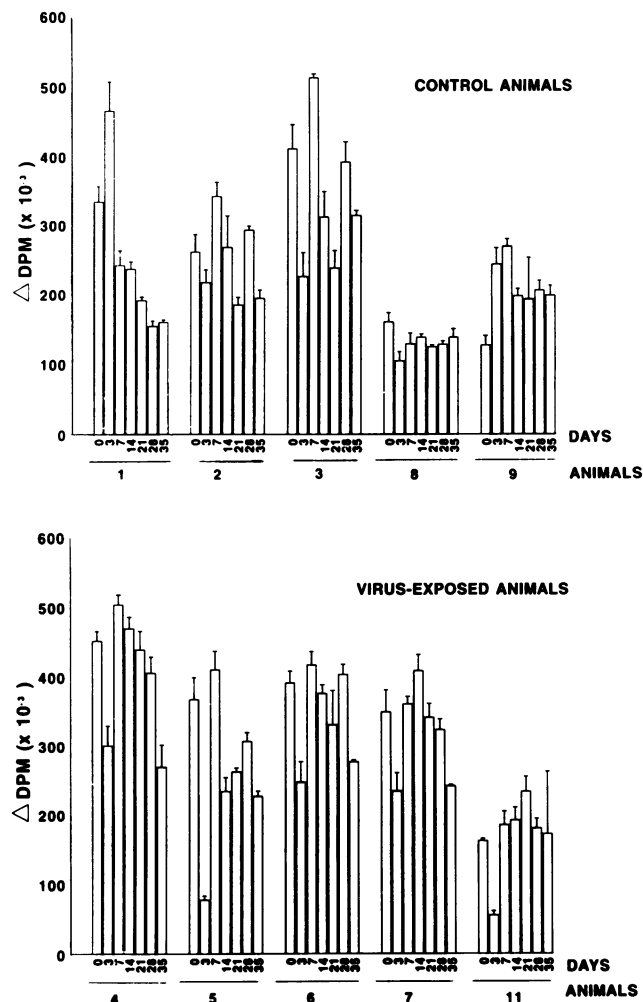 600
CONTROL ANIMALS
500
400
△ DPM (x 10⁻³)
300
200
100
0
0 3 7 14 21 28 35 0 3 7 14 21 28 35 0 3 7 14 21 28 35 0 3 7 14 21 28 35 0 3 7 14 21 28 35 DAYS
1 2 3 8 9 ANIMALS
600
VIRUS-EXPOSED ANIMALS
500
400
△ DPM (x 10⁻³)
300
200
100
0
0 3 7 14 21 28 35 0 3 7 14 21 28 35 0 3 7 14 21 28 35 0 3 7 14 21 28 35 0 3 7 14 21 28 35 DAYS
4 5 6 7 11 ANIMALS